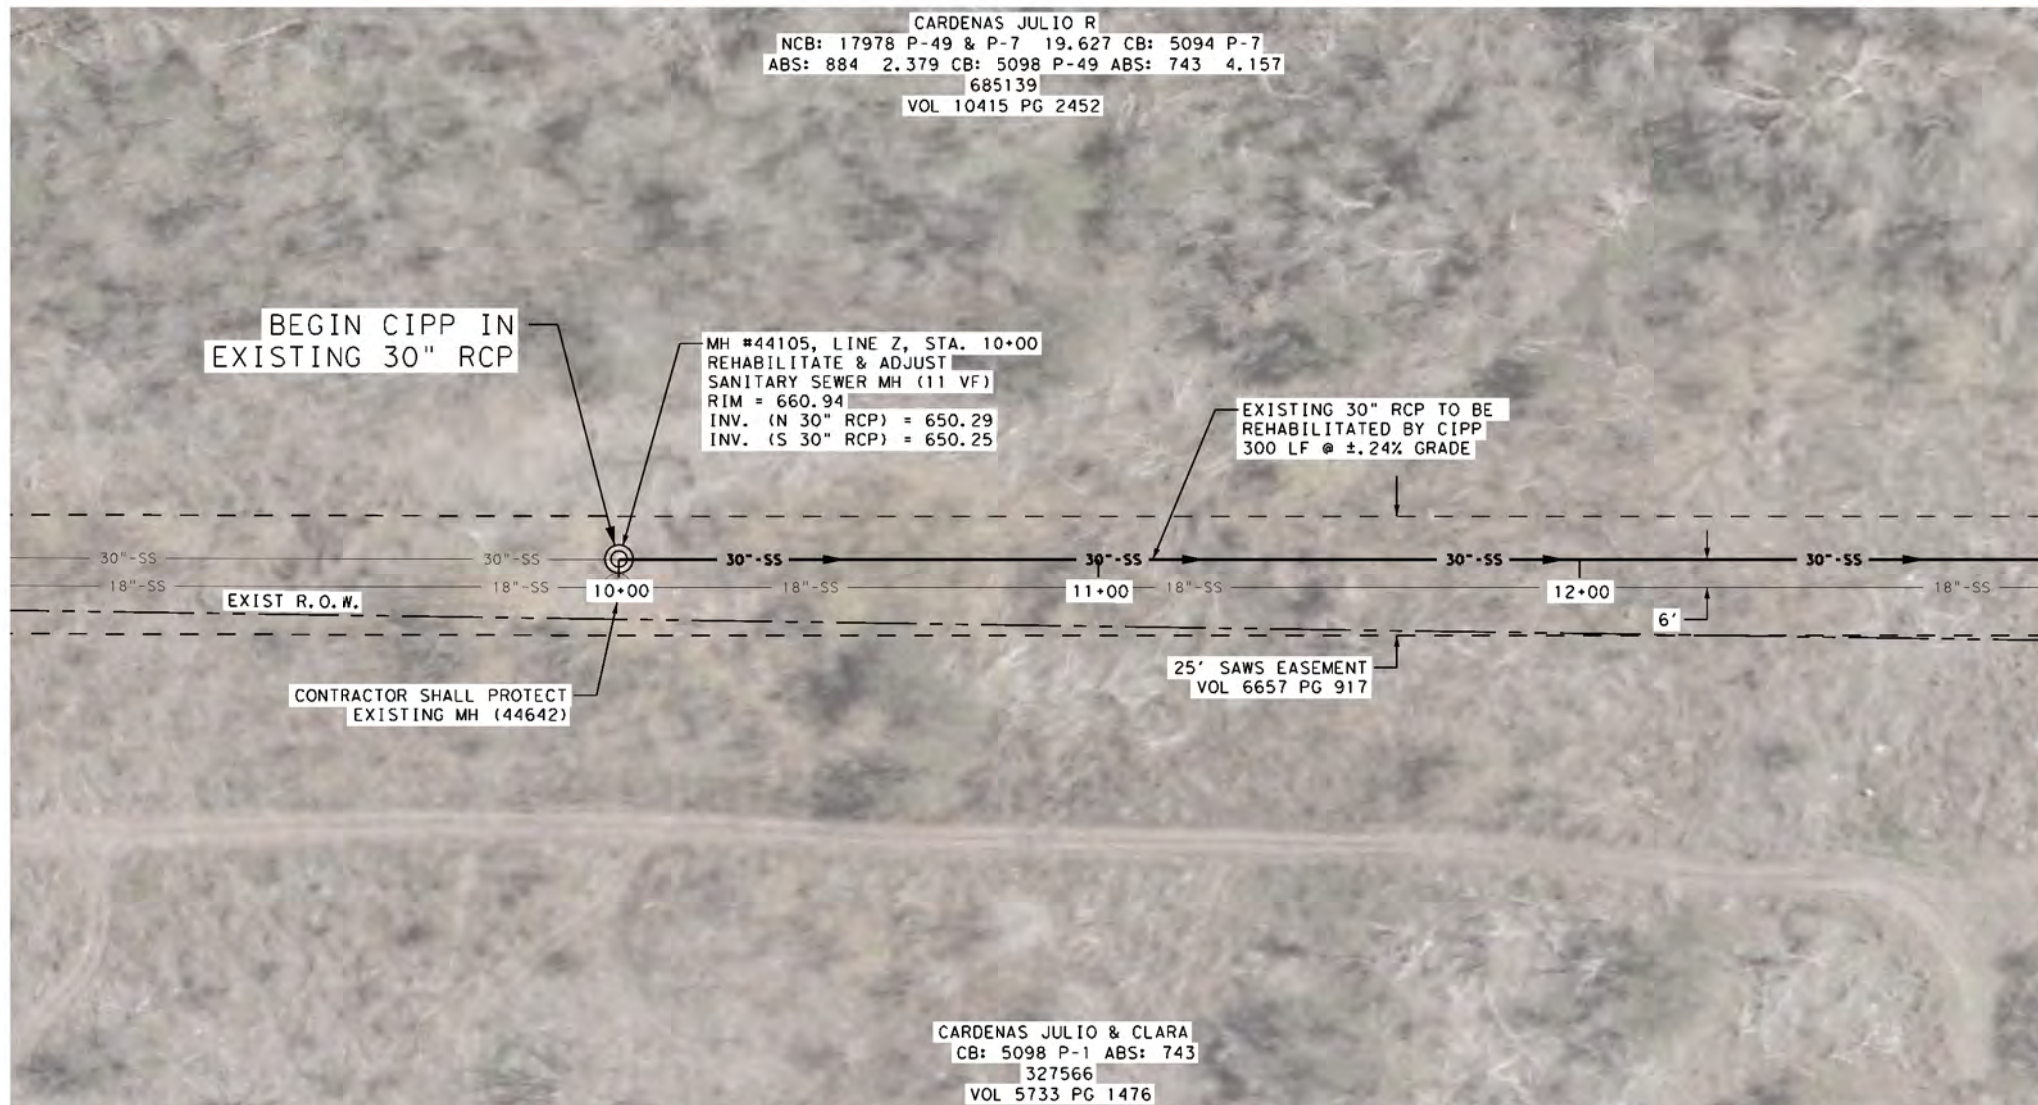 CARDENAS JULIO R
NCB: 17978 P-49 & P-7 19.627 CB: 5094 P-7
ABS: 884 2.379 CB: 5098 P-49 ABS: 743 4.157
685139
VOL 10415 PG 2452
BEGIN CIPP IN
EXISTING 30" RCP
MH #44105, LINE Z, STA. 10+00
REHABILITATE & ADJUST
SANITARY SEWER MH (11 VF)
RIM = 660.94
INV. (N 30" RCP) = 650.29
INV. (S 30" RCP) = 650.25
EXISTING 30" RCP TO BE
REHABILITATED BY CIPP
300 LF @ ±.24% GRADE
30"-SS 30"-SS 30"-SS 30"-SS 30"-SS 30"-SS
18"-SS 18"-SS 10+00 18"-SS 11+00 18"-SS 12+00 18"-SS
EXIST R.O.W.
6'
25' SAWS EASEMENT
VOL 6657 PG 917
CONTRACTOR SHALL PROTECT
EXISTING MH (44642)
CARDENAS JULIO & CLARA
CB: 5098 P-1 ABS: 743
327566
VOL 5733 PG 1476